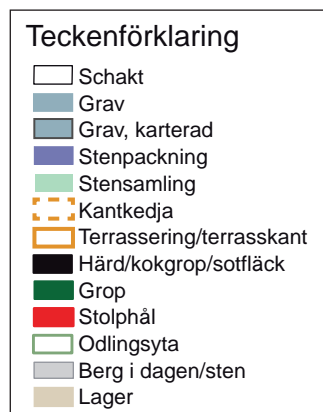 Teckenförklaring
Schakt
Grav
Grav, karterad
Stenpackning
Stensamling
Kantkedja
Terrassering/terrasskant
Härd/kokgrop/sotfläck
Grop
Stolphål
Odlingsyta
Berg i dagen/sten
Lager